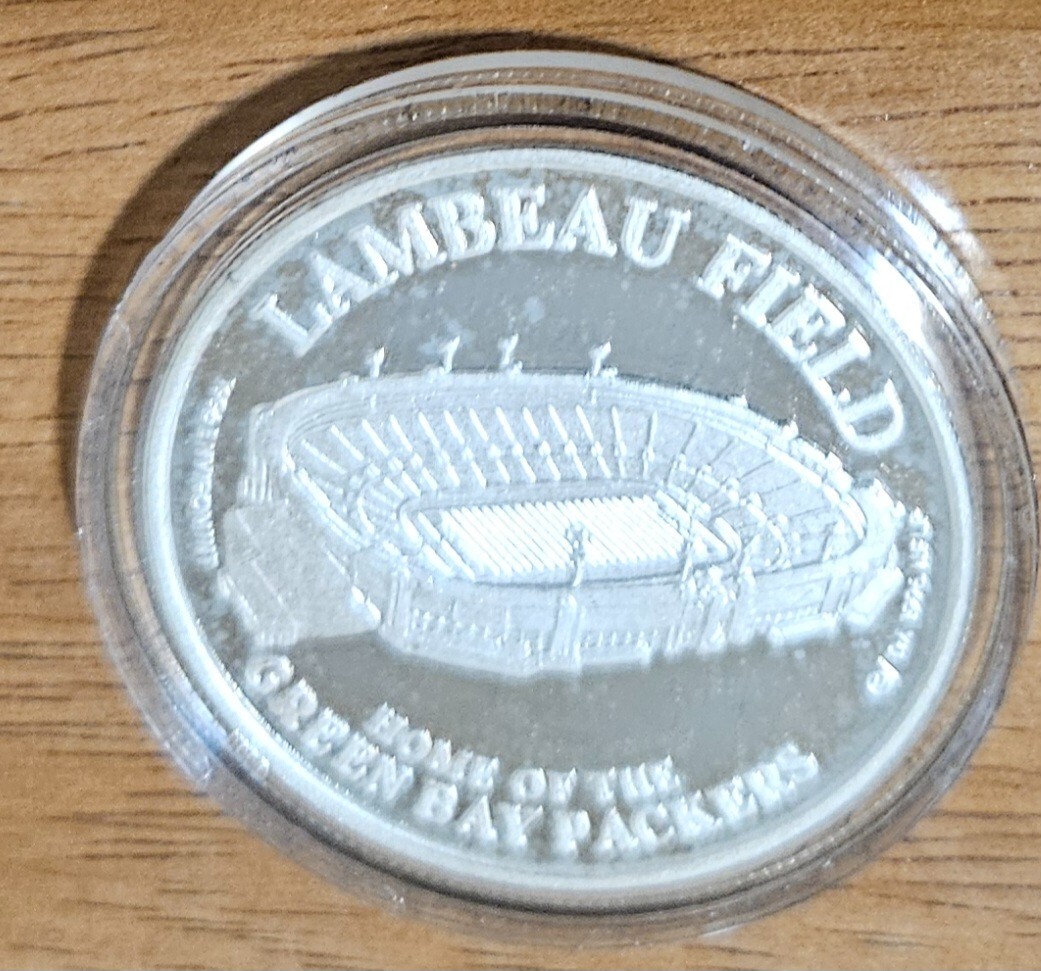 LAMBEAU FIELD
HOME OF THE
GREEN BAY PACKERS